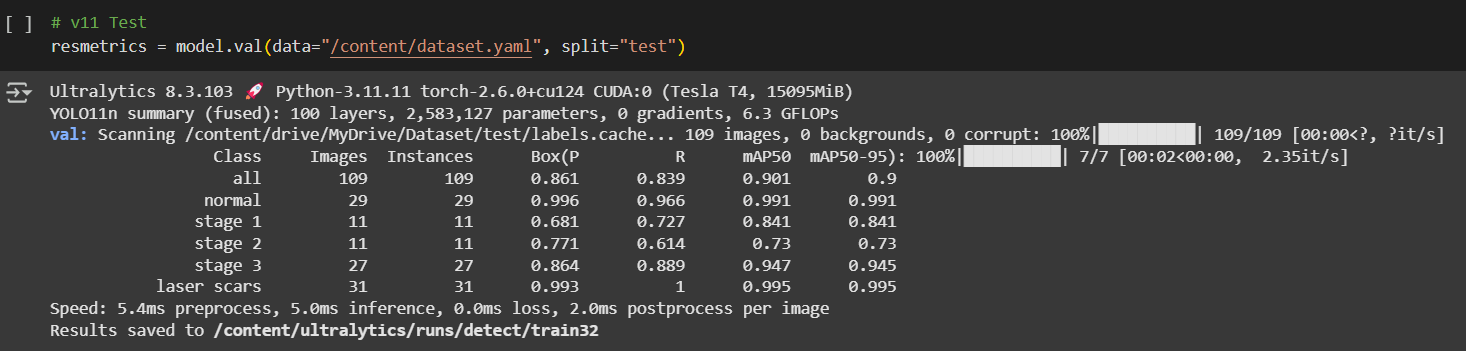 [ ] # v11 Test
resmetrics = model.val(data="/content/dataset.yaml", split="test")
Ultralytics 8.3.103 🚀 Python-3.11.11 torch-2.6.0+cu124 CUDA:0 (Tesla T4, 15095MiB)
YOLO11n summary (fused): 100 layers, 2,583,127 parameters, 0 gradients, 6.3 GFLOPs
val: Scanning /content/drive/MyDrive/Dataset/test/labels.cache... 109 images, 0 backgrounds, 0 corrupt: 100%|██████████| 109/109 [00:00<?, ?it/s]
Class Images Instances Box(P R mAP50 mAP50-95): 100%|██████████| 7/7 [00:02<00:00, 2.35it/s]
all 109 109 0.861 0.839 0.901 0.9
normal 29 29 0.996 0.966 0.991 0.991
stage 1 11 11 0.681 0.727 0.841 0.841
stage 2 11 11 0.771 0.614 0.73 0.73
stage 3 27 27 0.864 0.889 0.947 0.945
laser scars 31 31 0.993 1 0.995 0.995
Speed: 5.4ms preprocess, 5.0ms inference, 0.0ms loss, 2.0ms postprocess per image
Results saved to /content/ultralytics/runs/detect/train32